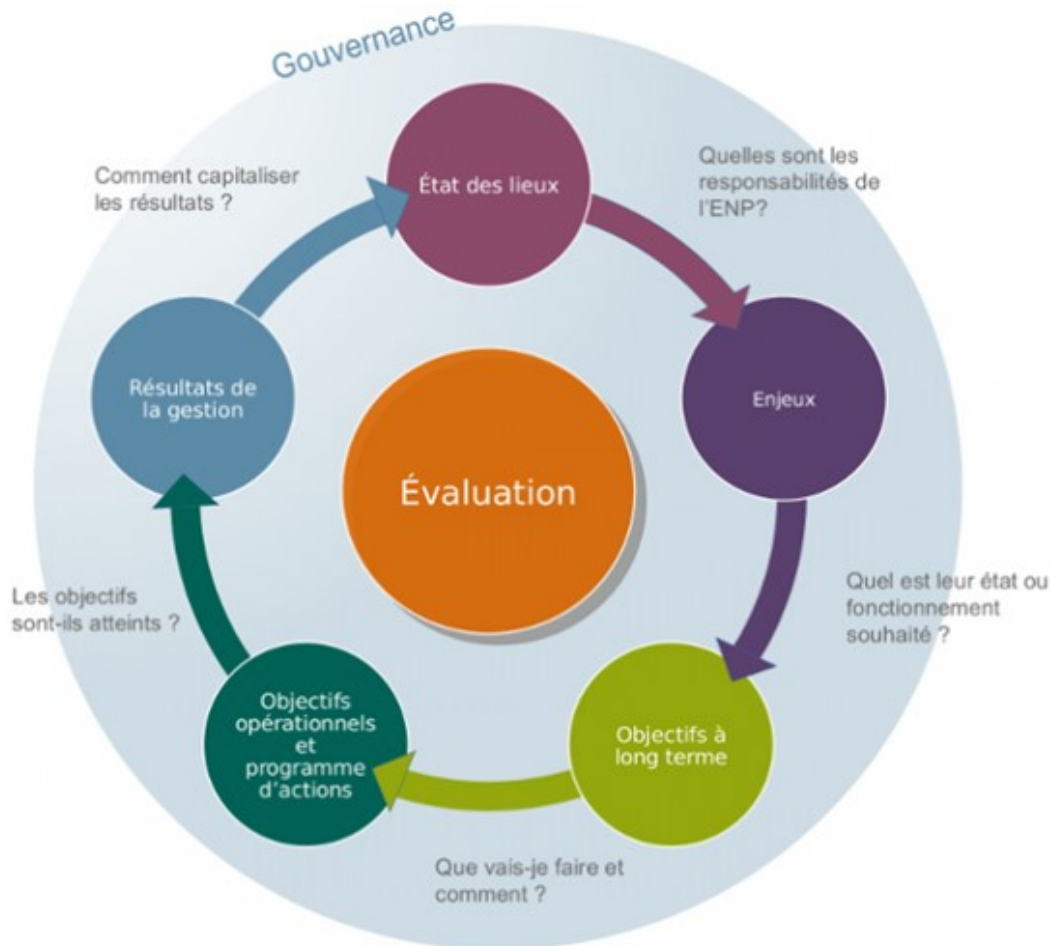 Gouvernance
État des lieux
Quelles sont les
responsabilités de
l'ENP?
Enjeux
Quel est leur état ou
fonctionnement
souhaité ?
Objectifs à
long terme
Que vais-je faire et
comment ?
Objectifs
opérationnels
et
programme
d'actions
Les objectifs
sont-ils atteints ?
Résultats de
la gestion
Comment capitaliser
les résultats ?
Évaluation